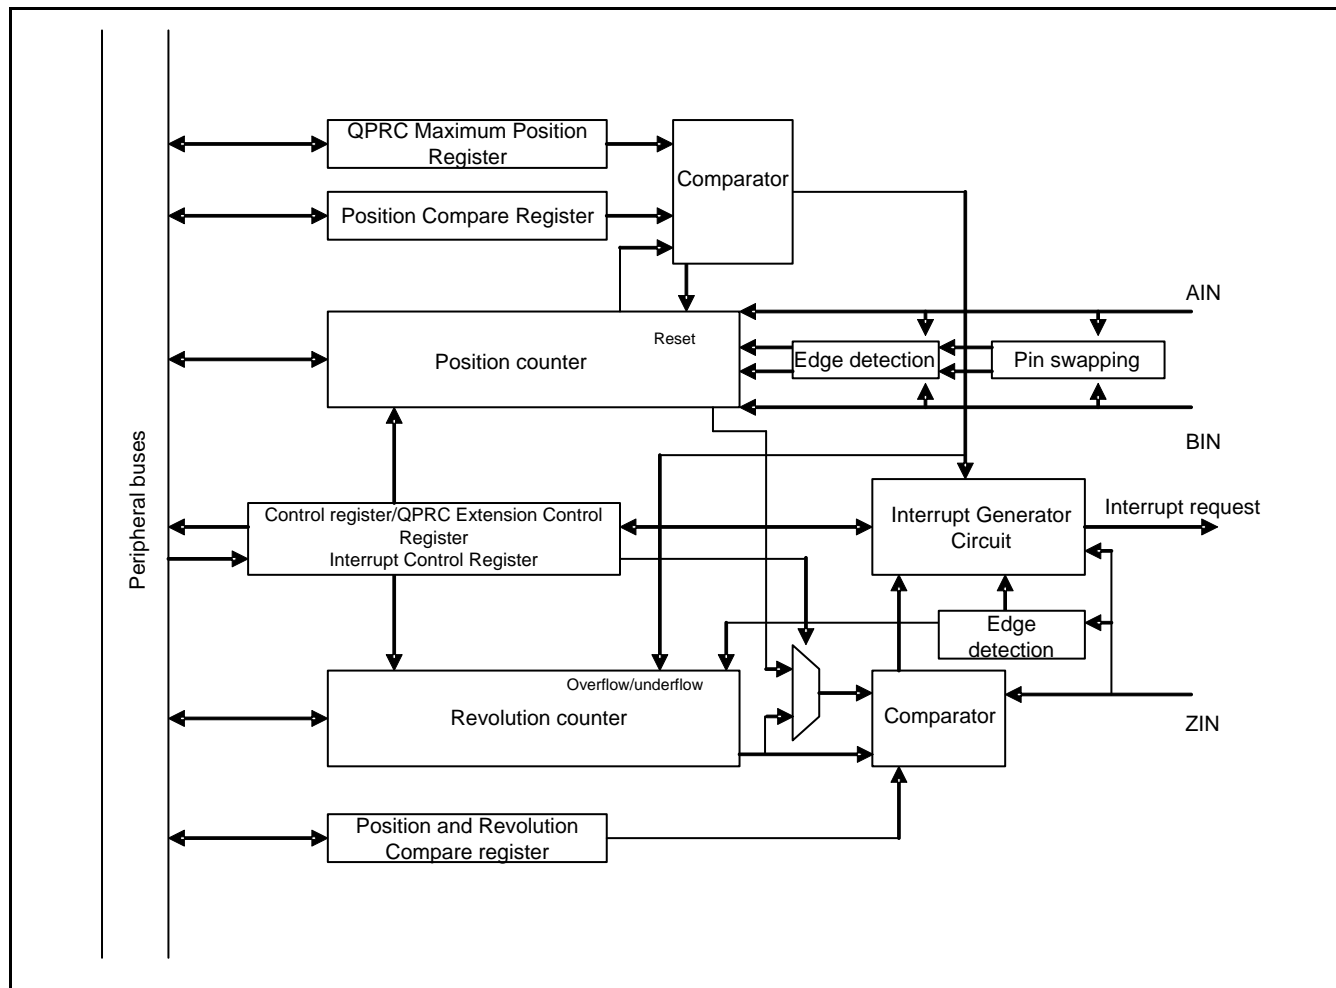 QPRC Maximum Position
Register
Comparator
Position Compare Register
AIN
Reset
Position counter
Edge detection
Pin swapping
BIN
Peripheral buses
Control register/QPRC Extension Control
Register
Interrupt Control Register
Interrupt Generator
Circuit
Interrupt request
Edge
detection
Overflow/underflow
Revolution counter
Comparator
ZIN
Position and Revolution
Compare register